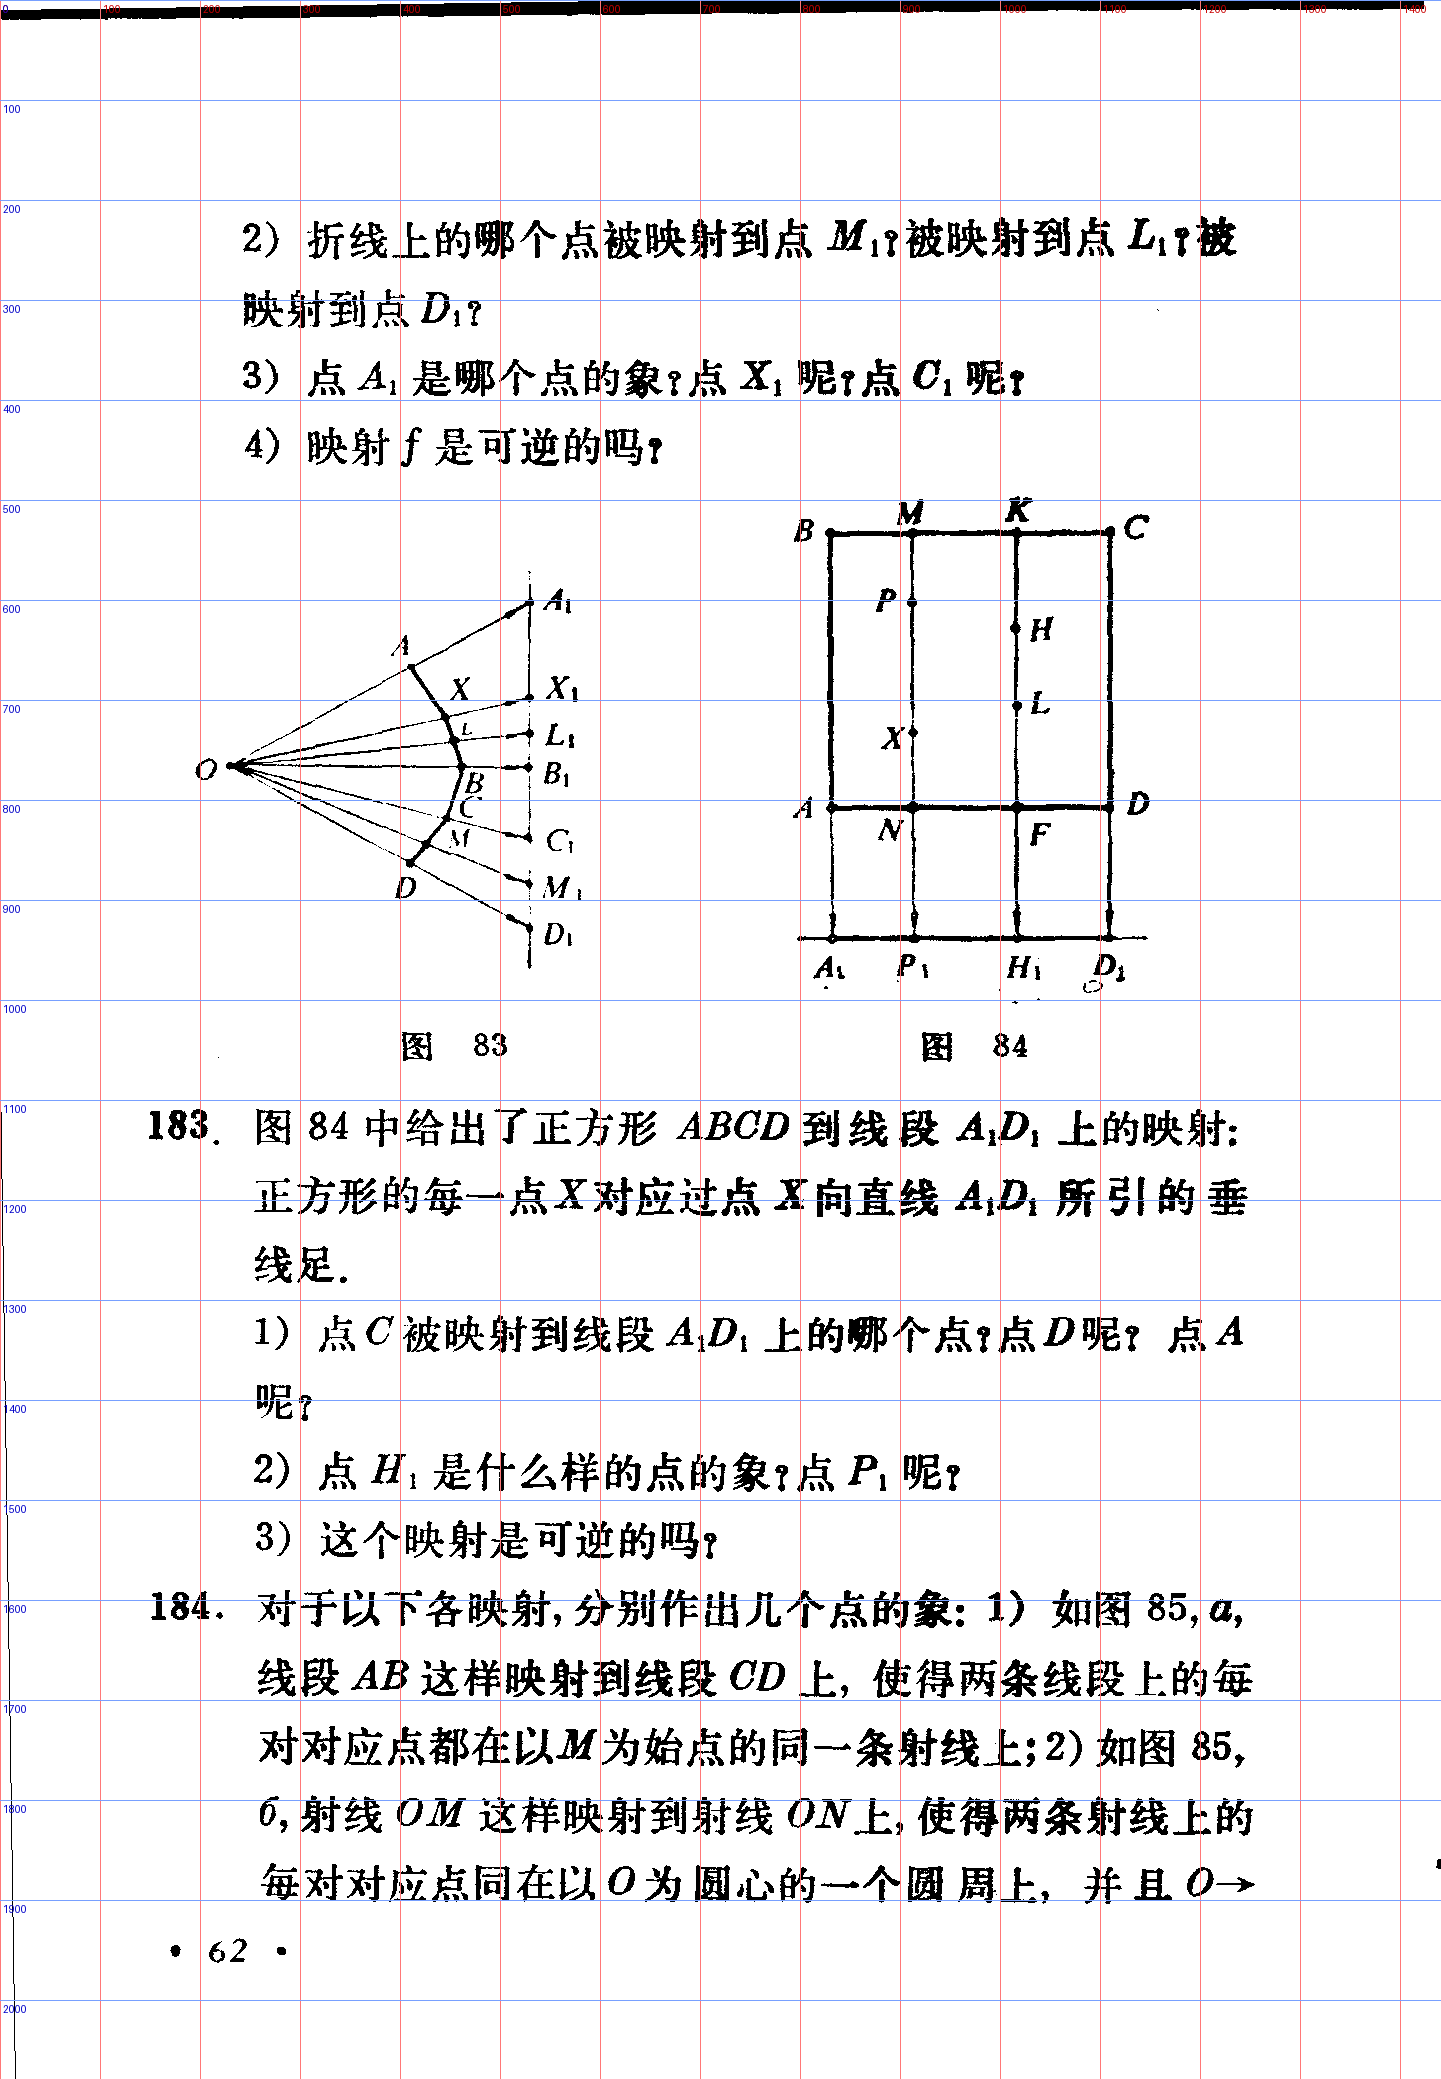 2) 折线上的哪个点被映射到点 M₁?被映射到点 L₁?被
映射到点 D₁?
3) 点 A₁ 是哪个点的象?点 X₁ 呢?点 C₁ 呢?
4) 映射 f 是可逆的吗?
A₁
A
X
X₁
L
L₁
O
B
B₁
C
M
C₁
D
M₁
D₁
图 83
B
M
K
C
P
H
L
X
A
N
F
D
A₁
P₁
H₁
D₁
图 84
183. 图 84 中给出了正方形 ABCD 到线段 A₁D₁ 上的映射:
正方形的每一点X对应过点 X向直线 A₁D₁ 所引的垂
线足.
1) 点C被映射到线段 A₁D₁ 上的哪个点?点D呢? 点A
呢?
2) 点 H₁ 是什么样的点的象?点 P₁ 呢?
3) 这个映射是可逆的吗?
184. 对于以下各映射,分别作出几个点的象: 1) 如图 85, a,
线段 AB 这样映射到线段 CD 上, 使得两条线段上的每
对对应点都在以M为始点的同一条射线上;2) 如图 85,
б, 射线 OM 这样映射到射线 ON上, 使得两条射线上的
每对对应点同在以O为圆心的一个圆周上, 并且 O→
• 62 •